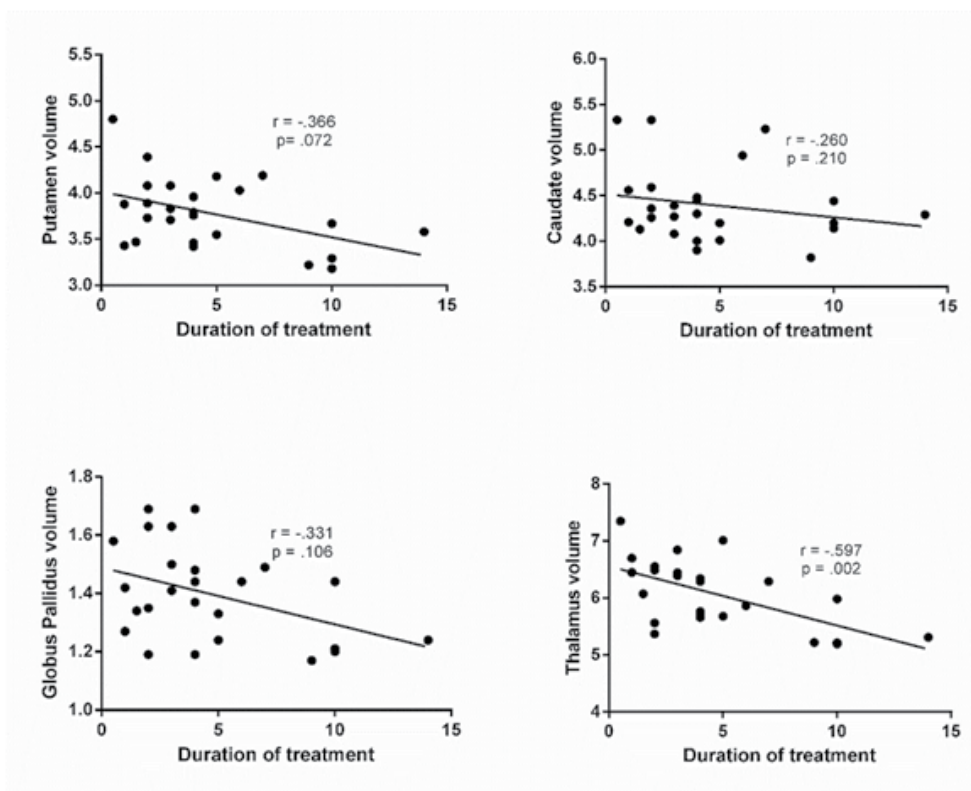 5.5
5.0
4.5
4.0
3.5
3.0
Putamen volume
r = -.366
p= .072
0 5 10 15
Duration of treatment
6.0
5.5
5.0
4.5
4.0
3.5
Caudate volume
r = -.260
p = .210
0 5 10 15
Duration of treatment
1.8
1.6
1.4
1.2
1.0
Globus Pallidus volume
r = -.331
p = .106
0 5 10 15
Duration of treatment
8
7
6
5
4
Thalamus volume
r = -.597
p = .002
0 5 10 15
Duration of treatment